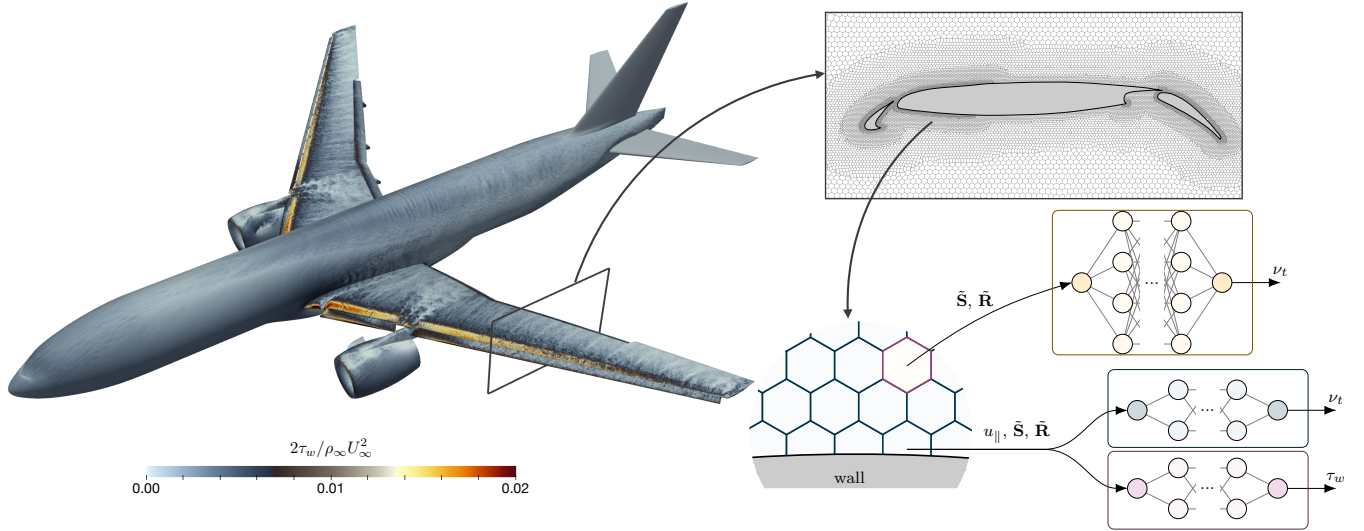 ν_t
S̃, R̃
ν_t
u_∥, S̃, R̃
2τ_w/ρ_∞U_∞^2
wall
τ_w
0.00 0.01 0.02